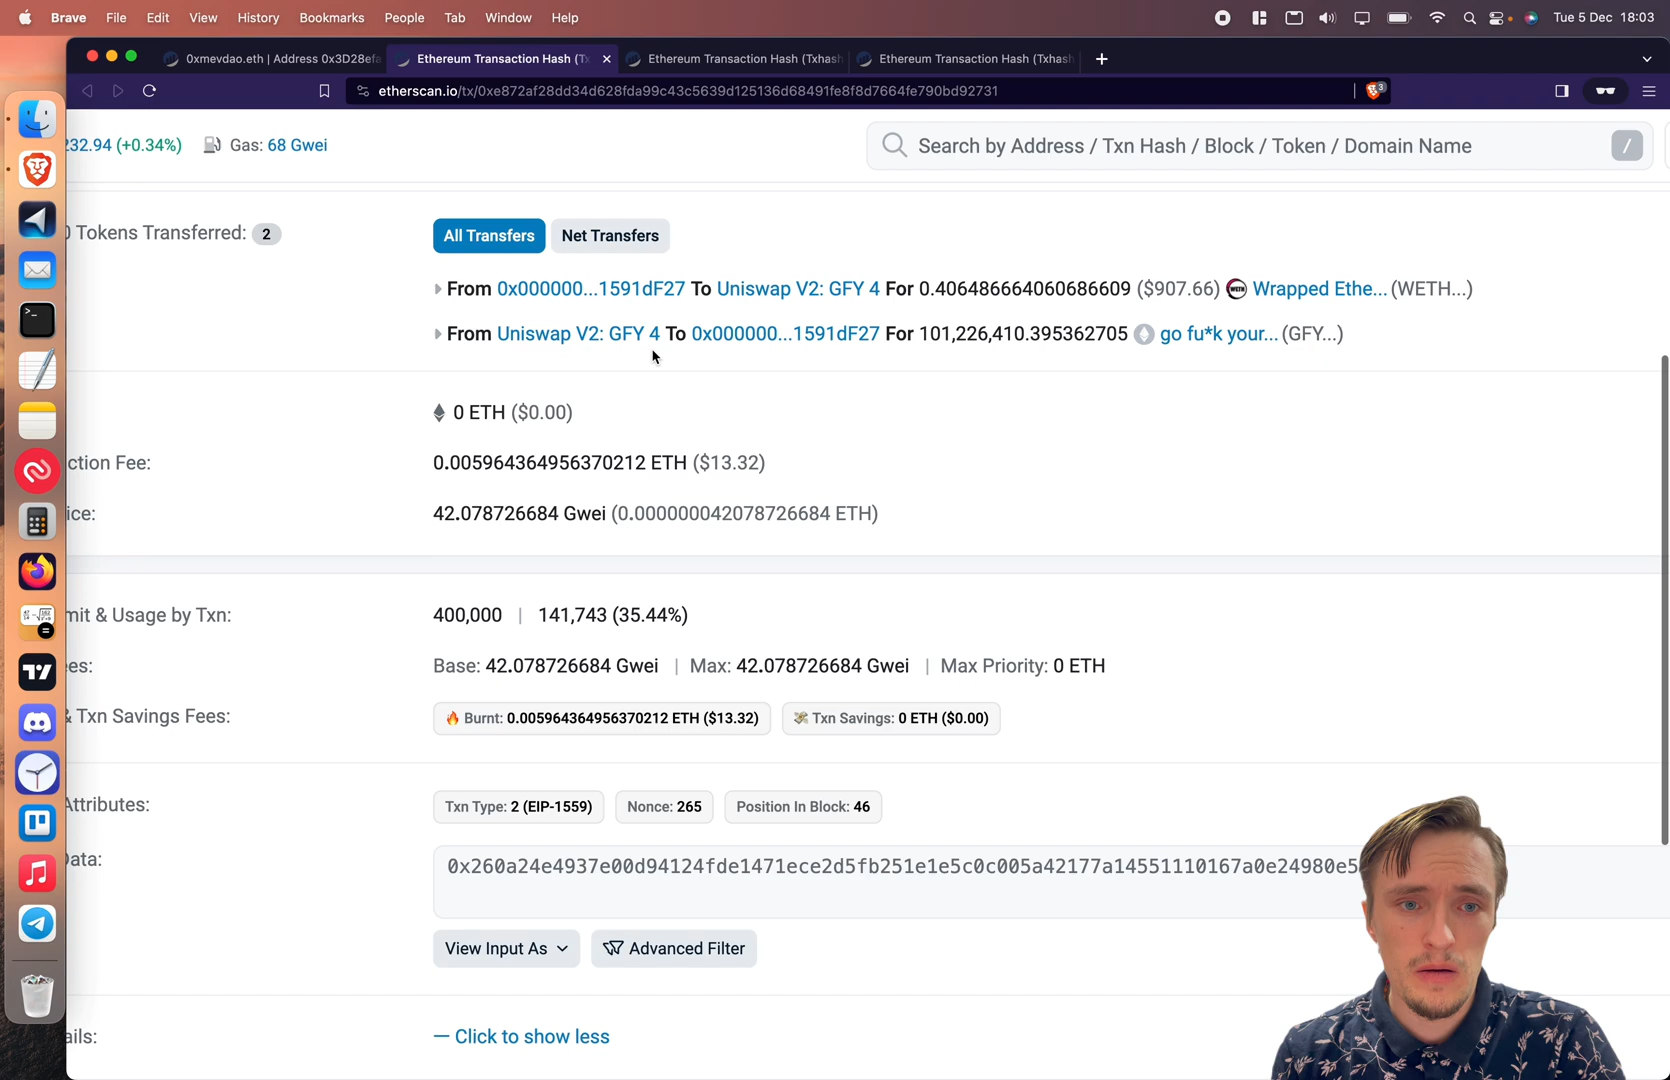 Brave File Edit View History Bookmarks People Tab Window Help Tue 5 Dec 18:03
0xmevdao.eth | Address 0x3D28efa Ethereum Transaction Hash (Tx Ethereum Transaction Hash (Txhash Ethereum Transaction Hash (Txhash
etherscan.io/tx/0xe872af28dd34d628fda99c43c5639d125136d68491fe8f8d7664fe790bd92731 3
232.94 (+0.34%) Gas: 68 Gwei Search by Address / Txn Hash / Block / Token / Domain Name /
Tokens Transferred: 2 All Transfers Net Transfers
From 0x000000...1591dF27 To Uniswap V2: GFY 4 For 0.406486664060686609 ($907.66) Wrapped Ethe... (WETH...)
From Uniswap V2: GFY 4 To 0x000000...1591dF27 For 101,226,410.395362705 go fu*k your... (GFY...)
0 ETH ($0.00)
ction Fee: 0.005964364956370212 ETH ($13.32)
ice: 42.078726684 Gwei (0.000000042078726684 ETH)
mit & Usage by Txn: 400,000 | 141,743 (35.44%)
es: Base: 42.078726684 Gwei | Max: 42.078726684 Gwei | Max Priority: 0 ETH
& Txn Savings Fees: Burnt: 0.005964364956370212 ETH ($13.32) Txn Savings: 0 ETH ($0.00)
Attributes: Txn Type: 2 (EIP-1559) Nonce: 265 Position In Block: 46
Data: 0x260a24e4937e00d94124fde1471ece2d5fb251e1e5c0c005a42177a14551110167a0e24980e5
View Input As Advanced Filter
ails: — Click to show less